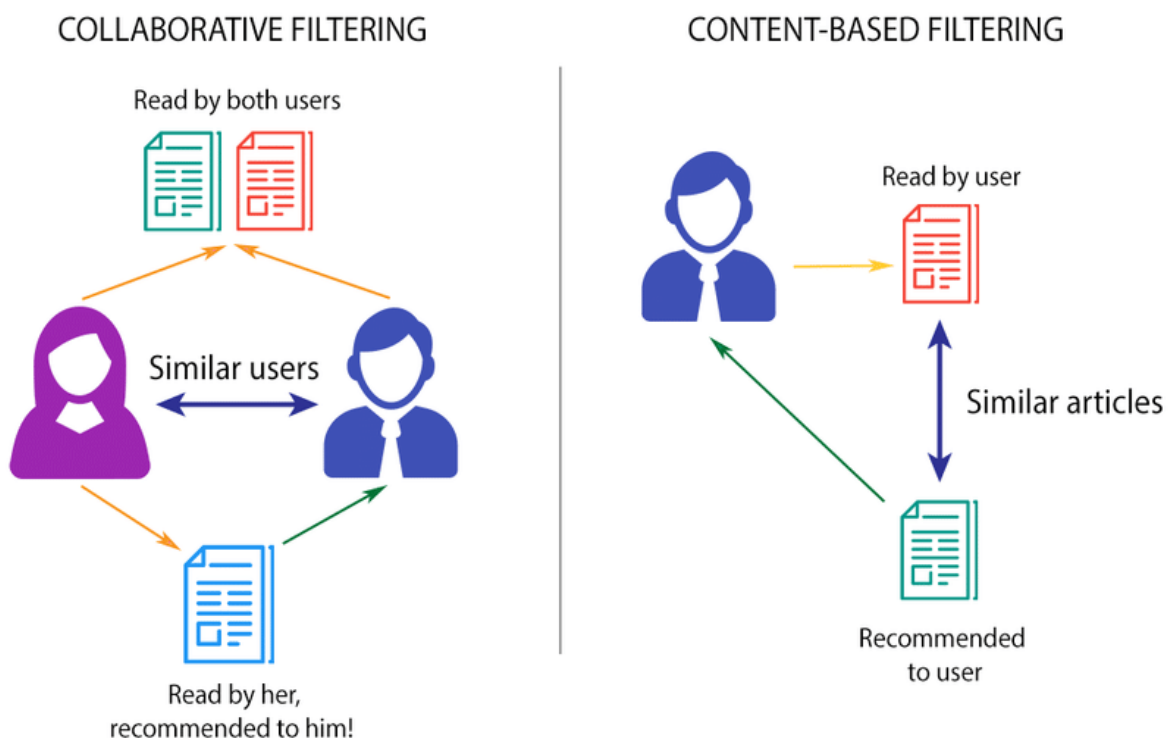 COLLABORATIVE FILTERING
Read by both users
Similar users
Read by her,
recommended to him!
CONTENT-BASED FILTERING
Read by user
Similar articles
Recommended
to user